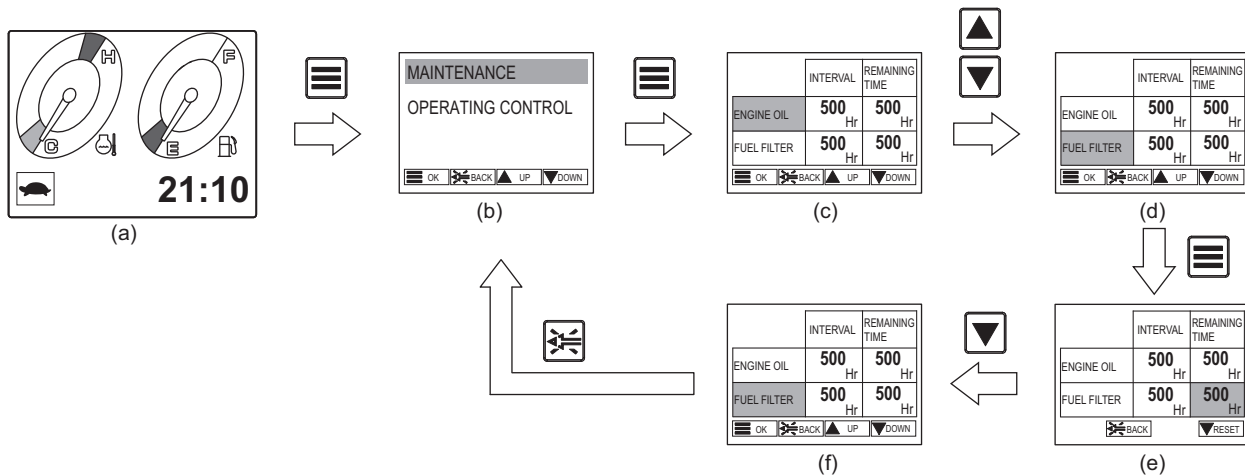 H
F
C
E
21:10
(a)
MAINTENANCE
OPERATING CONTROL
OK BACK UP DOWN
(b)
INTERVAL REMAINING
TIME
ENGINE OIL 500 Hr 500 Hr
FUEL FILTER 500 Hr 500 Hr
OK BACK UP DOWN
(c)
INTERVAL REMAINING
TIME
ENGINE OIL 500 Hr 500 Hr
FUEL FILTER 500 Hr 500 Hr
OK BACK UP DOWN
(d)
INTERVAL REMAINING
TIME
ENGINE OIL 500 Hr 500 Hr
FUEL FILTER 500 Hr 500 Hr
BACK RESET
(e)
INTERVAL REMAINING
TIME
ENGINE OIL 500 Hr 500 Hr
FUEL FILTER 500 Hr 500 Hr
OK BACK UP DOWN
(f)